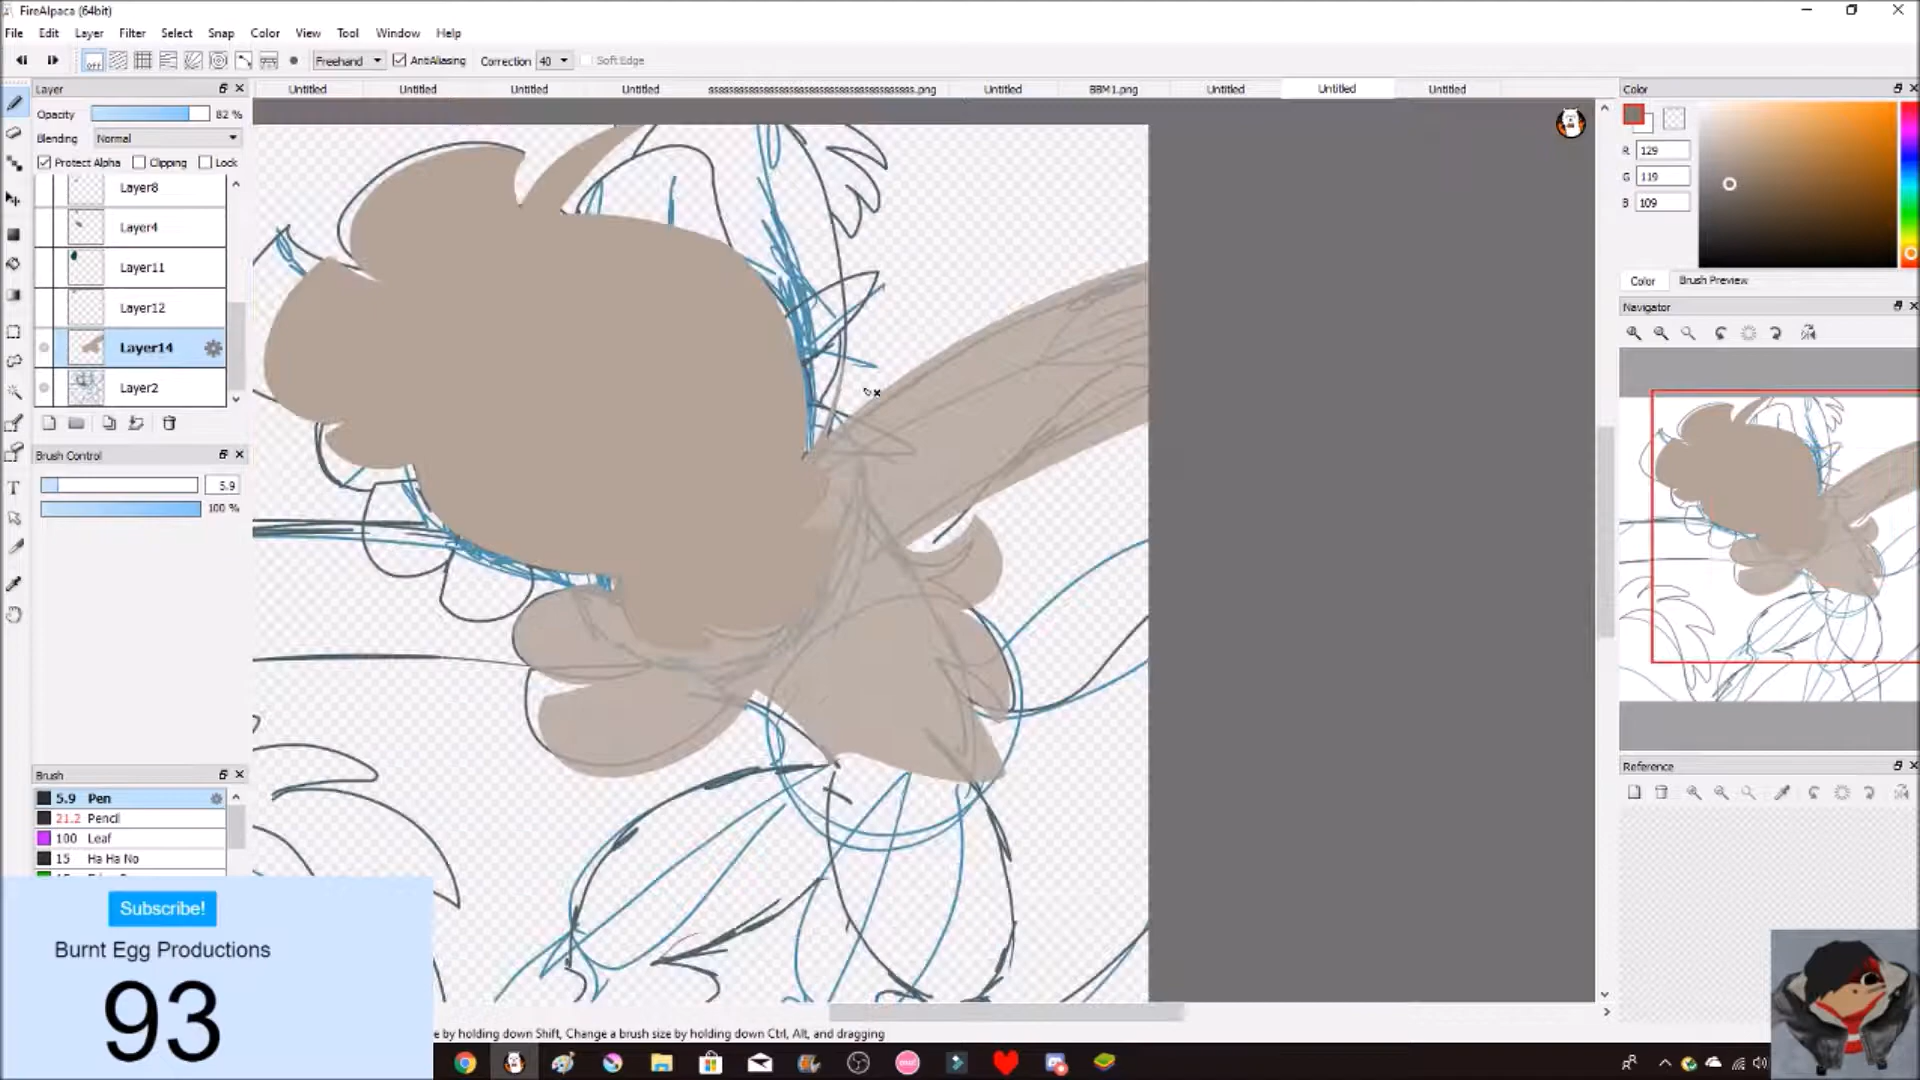 FireAlpaca (64bit)
File Edit Layer Filter Select Snap Color View Tool Window Help
off Freehand AntiAliasing Correction 40 Soft Edge
Layer
Untitled Untitled Untitled Untitled Untitled BBM1.png Untitled Untitled Untitled
Color
Opacity 82 %
Blending Normal
Protect Alpha Clipping Lock
R 129
G 119
B 109
Layer8
Layer4
Layer11
Layer12
Layer14
Layer2
Color Brush Preview
Navigator
Brush Control
5.9
100 %
Reference
Brush
5.9 Pen
21.2 Pencil
100 Leaf
15 Ha Ha No
Subscribe!
Burnt Egg Productions
93
e by holding down Shift, Change a brush size by holding down Ctrl, Alt, and dragging